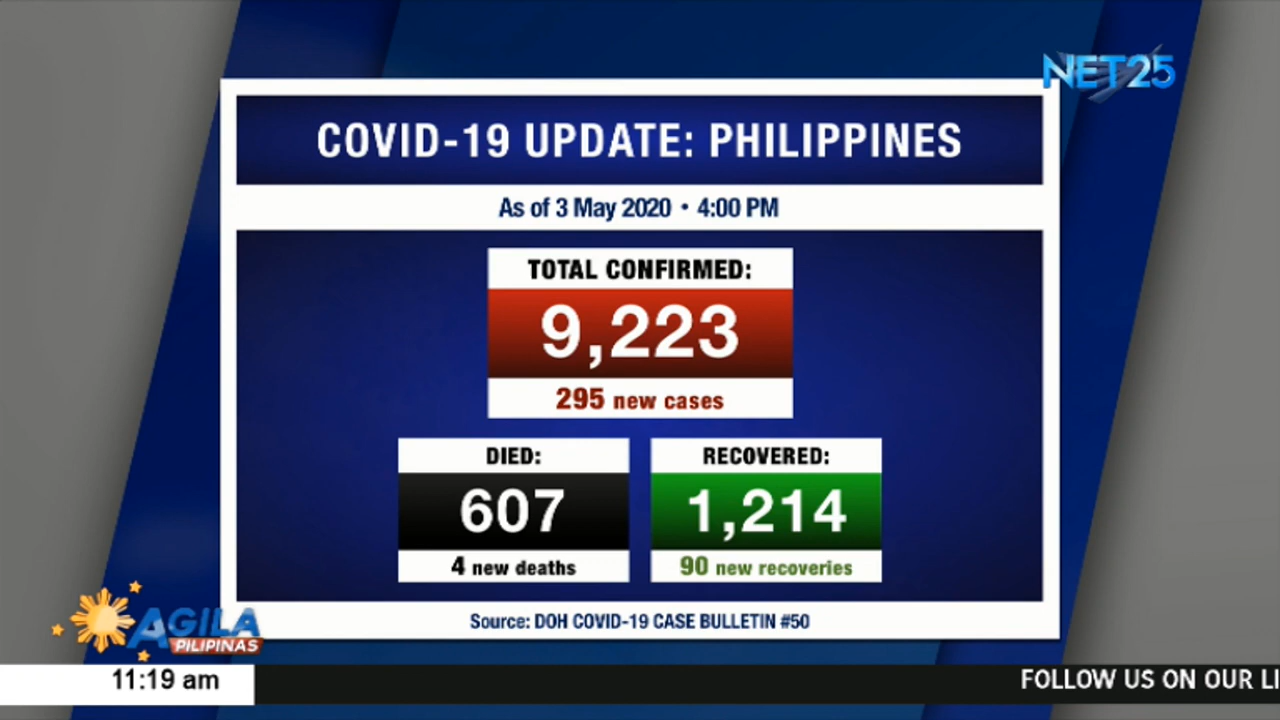 NET25
COVID-19 UPDATE: PHILIPPINES
As of 3 May 2020 • 4:00 PM
TOTAL CONFIRMED:
9,223
295 new cases
DIED:
607
4 new deaths
RECOVERED:
1,214
90 new recoveries
Source: DOH COVID-19 CASE BULLETIN #50
AGILA
PILIPINAS
11:19 am
FOLLOW US ON OUR LI